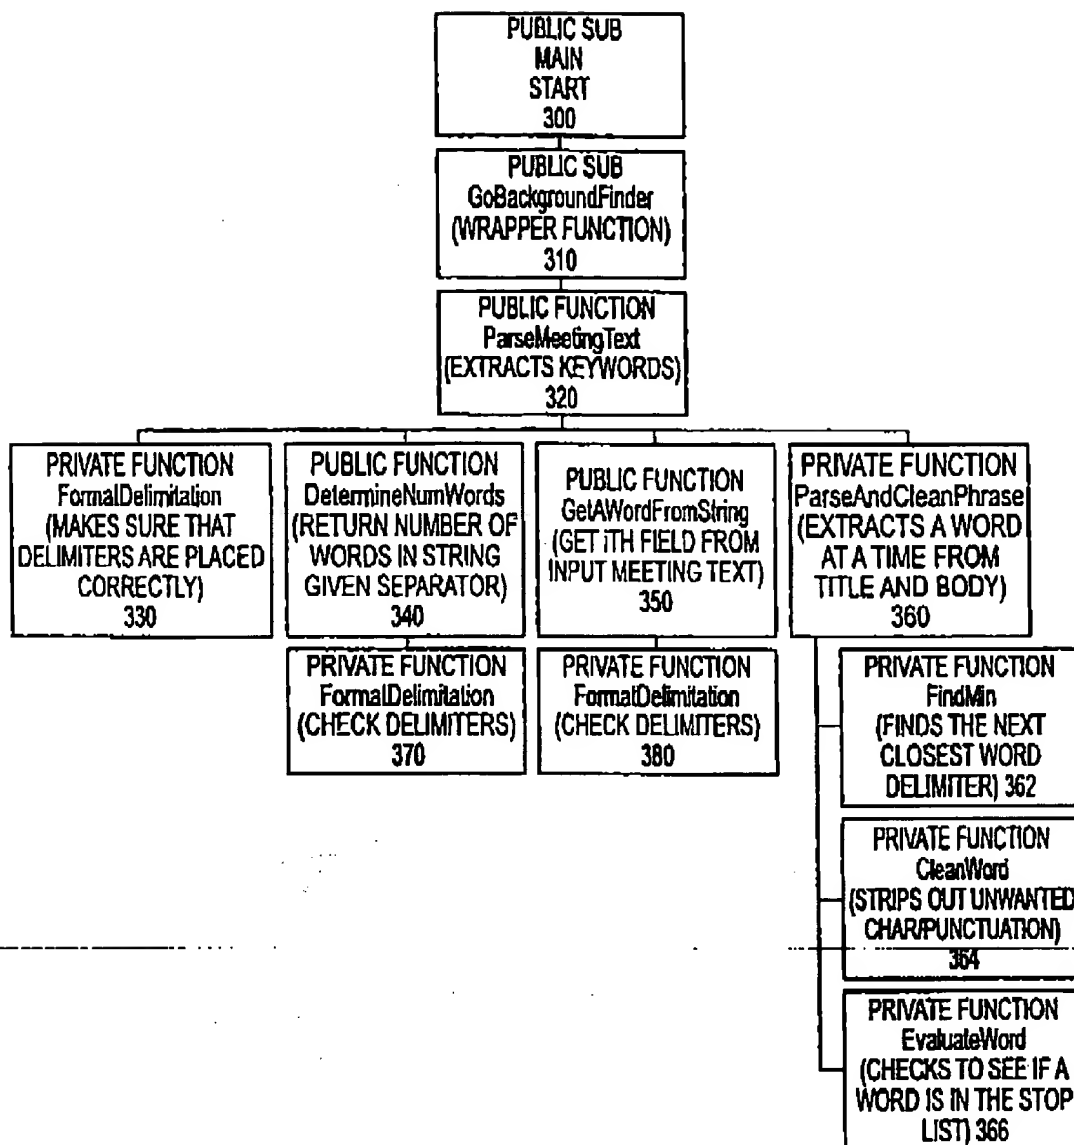 PUBLIC SUB
MAIN
START
300
PUBLIC SUB
GoBackgroundFinder
(WRAPPER FUNCTION)
310
PUBLIC FUNCTION
ParseMeetingText
(EXTRACTS KEYWORDS)
320
PRIVATE FUNCTION
FormalDelimitation
(MAKES SURE THAT
DELIMITERS ARE PLACED
CORRECTLY)
330
PUBLIC FUNCTION
DetermineNumWords
(RETURN NUMBER OF
WORDS IN STRING
GIVEN SEPARATOR)
340
PUBLIC FUNCTION
GetAWordFromString
(GET iTH FIELD FROM
INPUT MEETING TEXT)
350
PRIVATE FUNCTION
ParseAndCleanPhrase
(EXTRACTS A WORD
AT A TIME FROM
TITLE AND BODY)
360
PRIVATE FUNCTION
FormalDelimitation
(CHECK DELIMITERS)
370
PRIVATE FUNCTION
FormatDelimitation
(CHECK DELIMITERS)
380
PRIVATE FUNCTION
FindMin
(FINDS THE NEXT
CLOSEST WORD
DELIMITER) 362
PRIVATE FUNCTION
CleanWord
(STRIPS OUT UNWANTED
CHAR/PUNCTUATION)
364
PRIVATE FUNCTION
EvaluateWord
(CHECKS TO SEE IF A
WORD IS IN THE STOP
LIST) 366